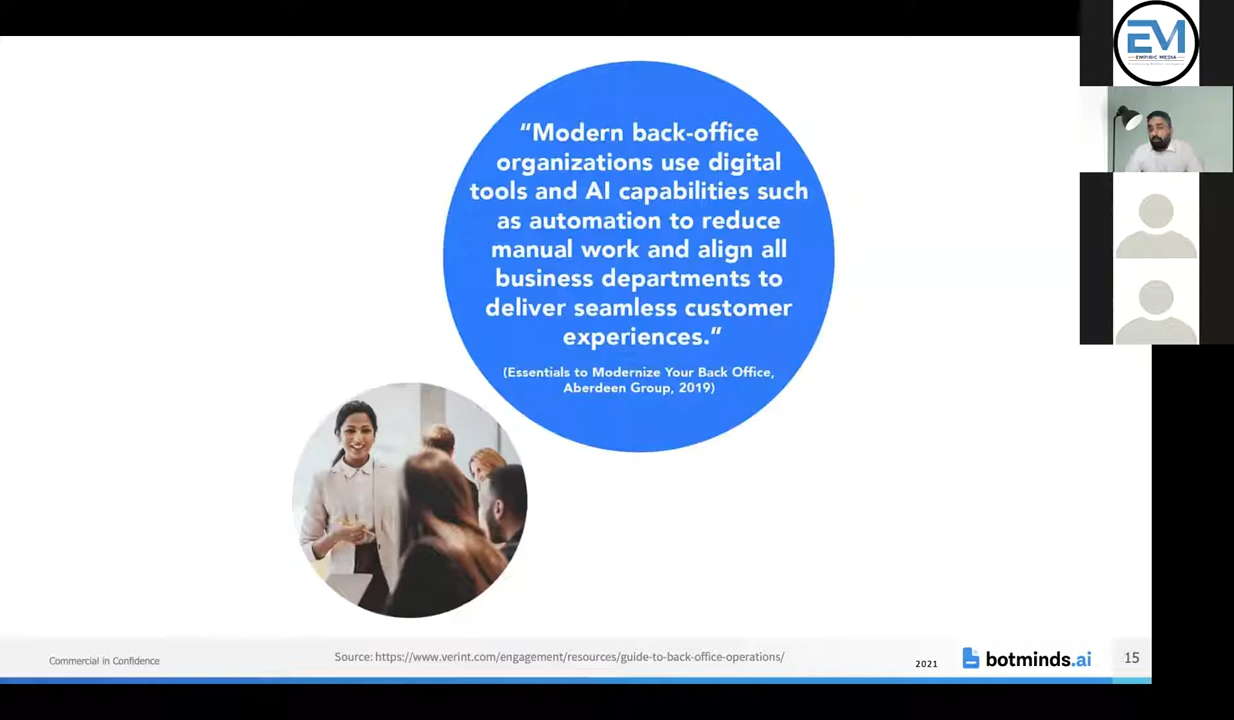 “Modern back-office
organizations use digital
tools and AI capabilities such
as automation to reduce
manual work and align all
business departments to
deliver seamless customer
experiences.”
(Essentials to Modernize Your Back Office,
Aberdeen Group, 2019)
EM
EMPIRIC MEDIA
Commercial in Confidence
Source: https://www.verint.com/engagement/resources/guide-to-back-office-operations/
2021
botminds.ai
15